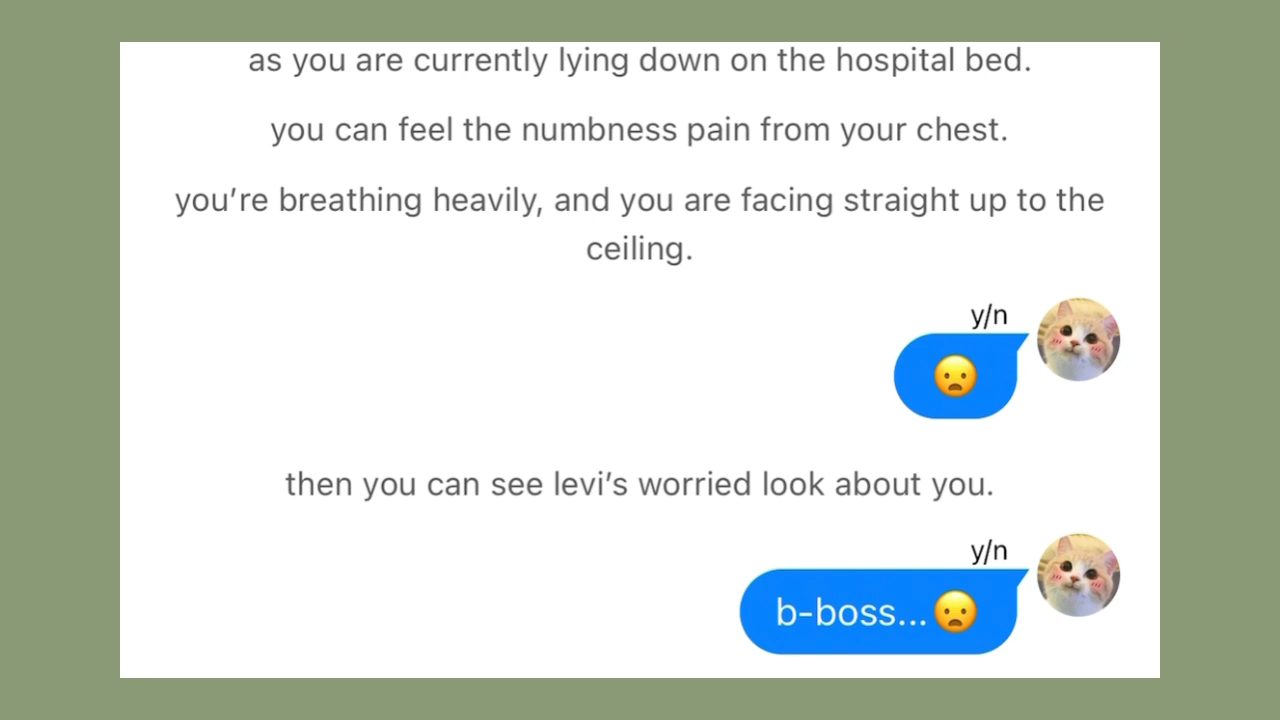 as you are currently lying down on the hospital bed.
you can feel the numbness pain from your chest.
you’re breathing heavily, and you are facing straight up to the
ceiling.
y/n
😦
then you can see levi’s worried look about you.
y/n
b-boss...😦